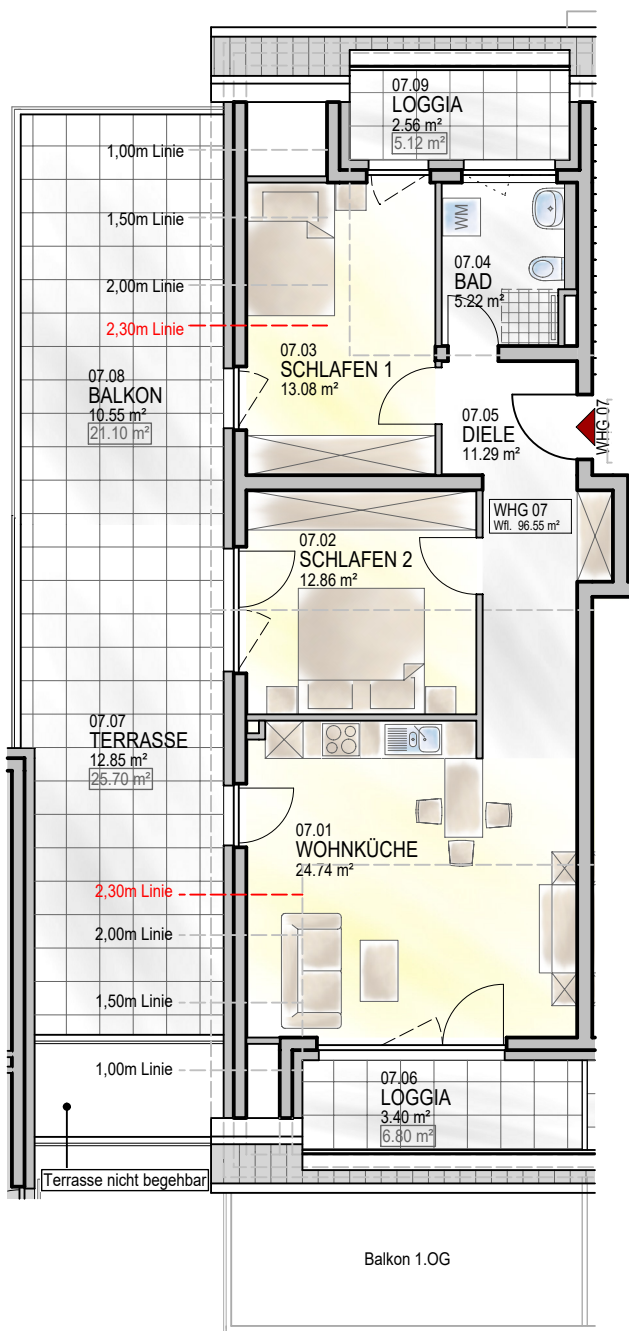 07.09
LOGGIA
2.56 m²
5.12 m²
1,00m Linie
1,50m Linie
2,00m Linie
2,30m Linie
WM
07.04
BAD
5.22 m²
07.03
SCHLAFEN 1
13.08 m²
07.08
BALKON
10.55 m²
21.10 m²
07.05
DIELE
11.29 m²
WHG 07
WHG 07
Wfl. 96.55 m²
07.02
SCHLAFEN 2
12.86 m²
07.07
TERRASSE
12.85 m²
25.70 m²
07.01
WOHNKÜCHE
24.74 m²
2,30m Linie
2,00m Linie
1,50m Linie
1,00m Linie
07.06
LOGGIA
3.40 m²
6.80 m²
Terrasse nicht begehbar
Balkon 1.OG